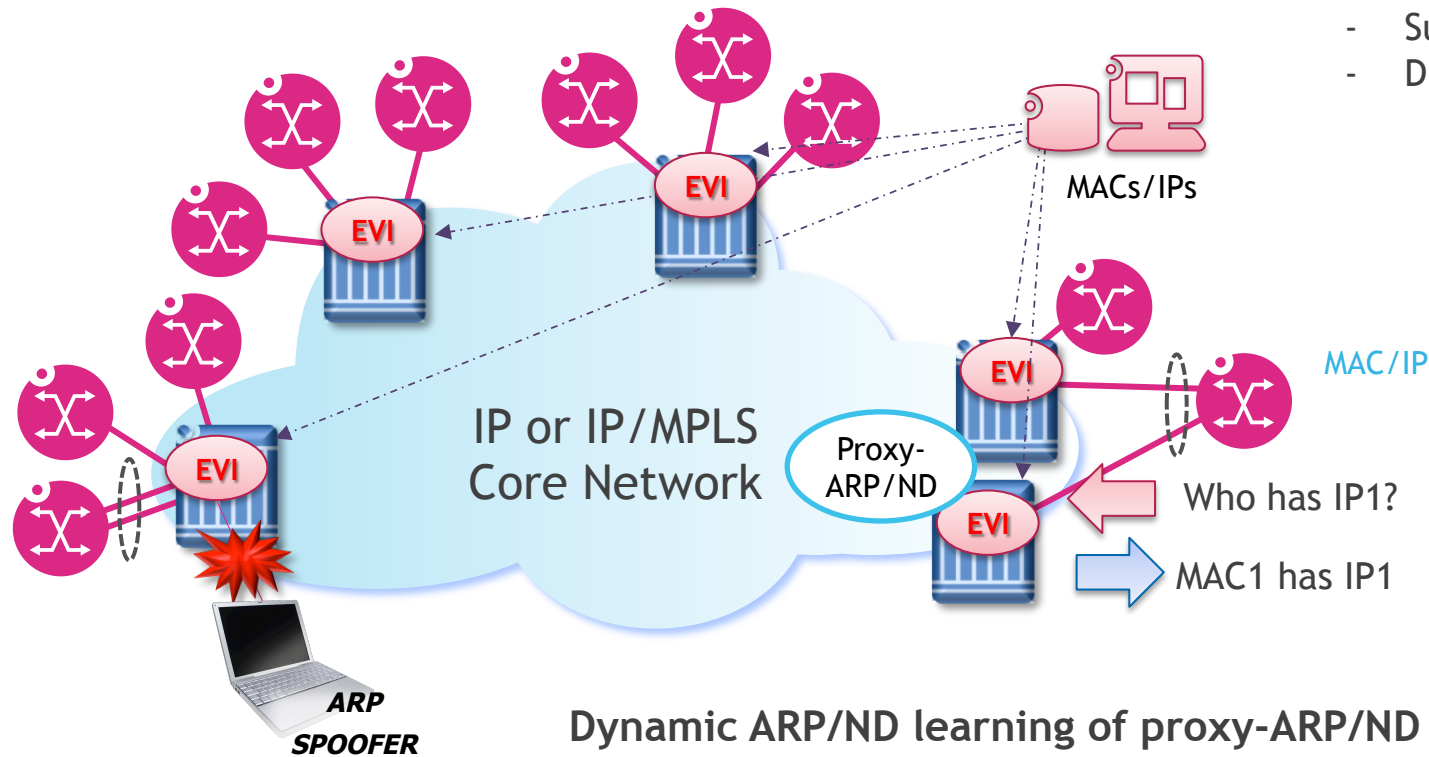 - Su
- D
EVI
EVI
MACs/IPs
EVI
MAC/IP
IP or IP/MPLS
Core Network
Proxy-
ARP/ND
EVI
EVI
Who has IP1?
MAC1 has IP1
ARP
SPOOFER
Dynamic ARP/ND learning of proxy-ARP/ND